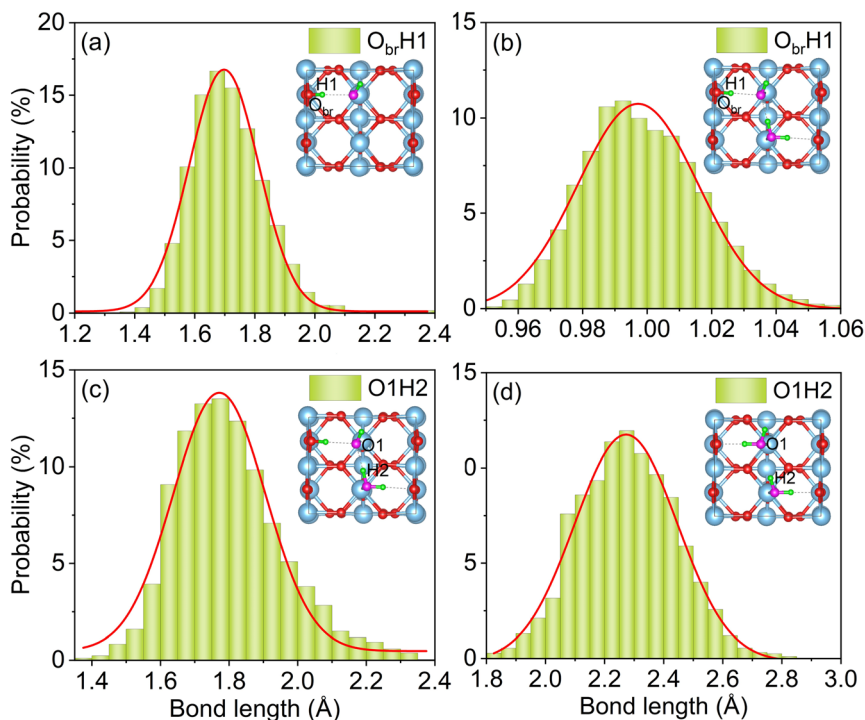 (a)
O_brH1
H1
O_br
20
15
10
5
0
1.2 1.4 1.6 1.8 2.0 2.2 2.4
Probability (%)
(b)
O_brH1
H1
O_br
15
10
5
0
0.96 0.98 1.00 1.02 1.04 1.06
(c)
O1H2
O1
H2
15
10
5
0
1.4 1.6 1.8 2.0 2.2 2.4
Probability (%)
Bond length (Å)
(d)
O1H2
O1
H2
15
0
5
0
1.8 2.0 2.2 2.4 2.6 2.8 3.0
Bond length (Å)